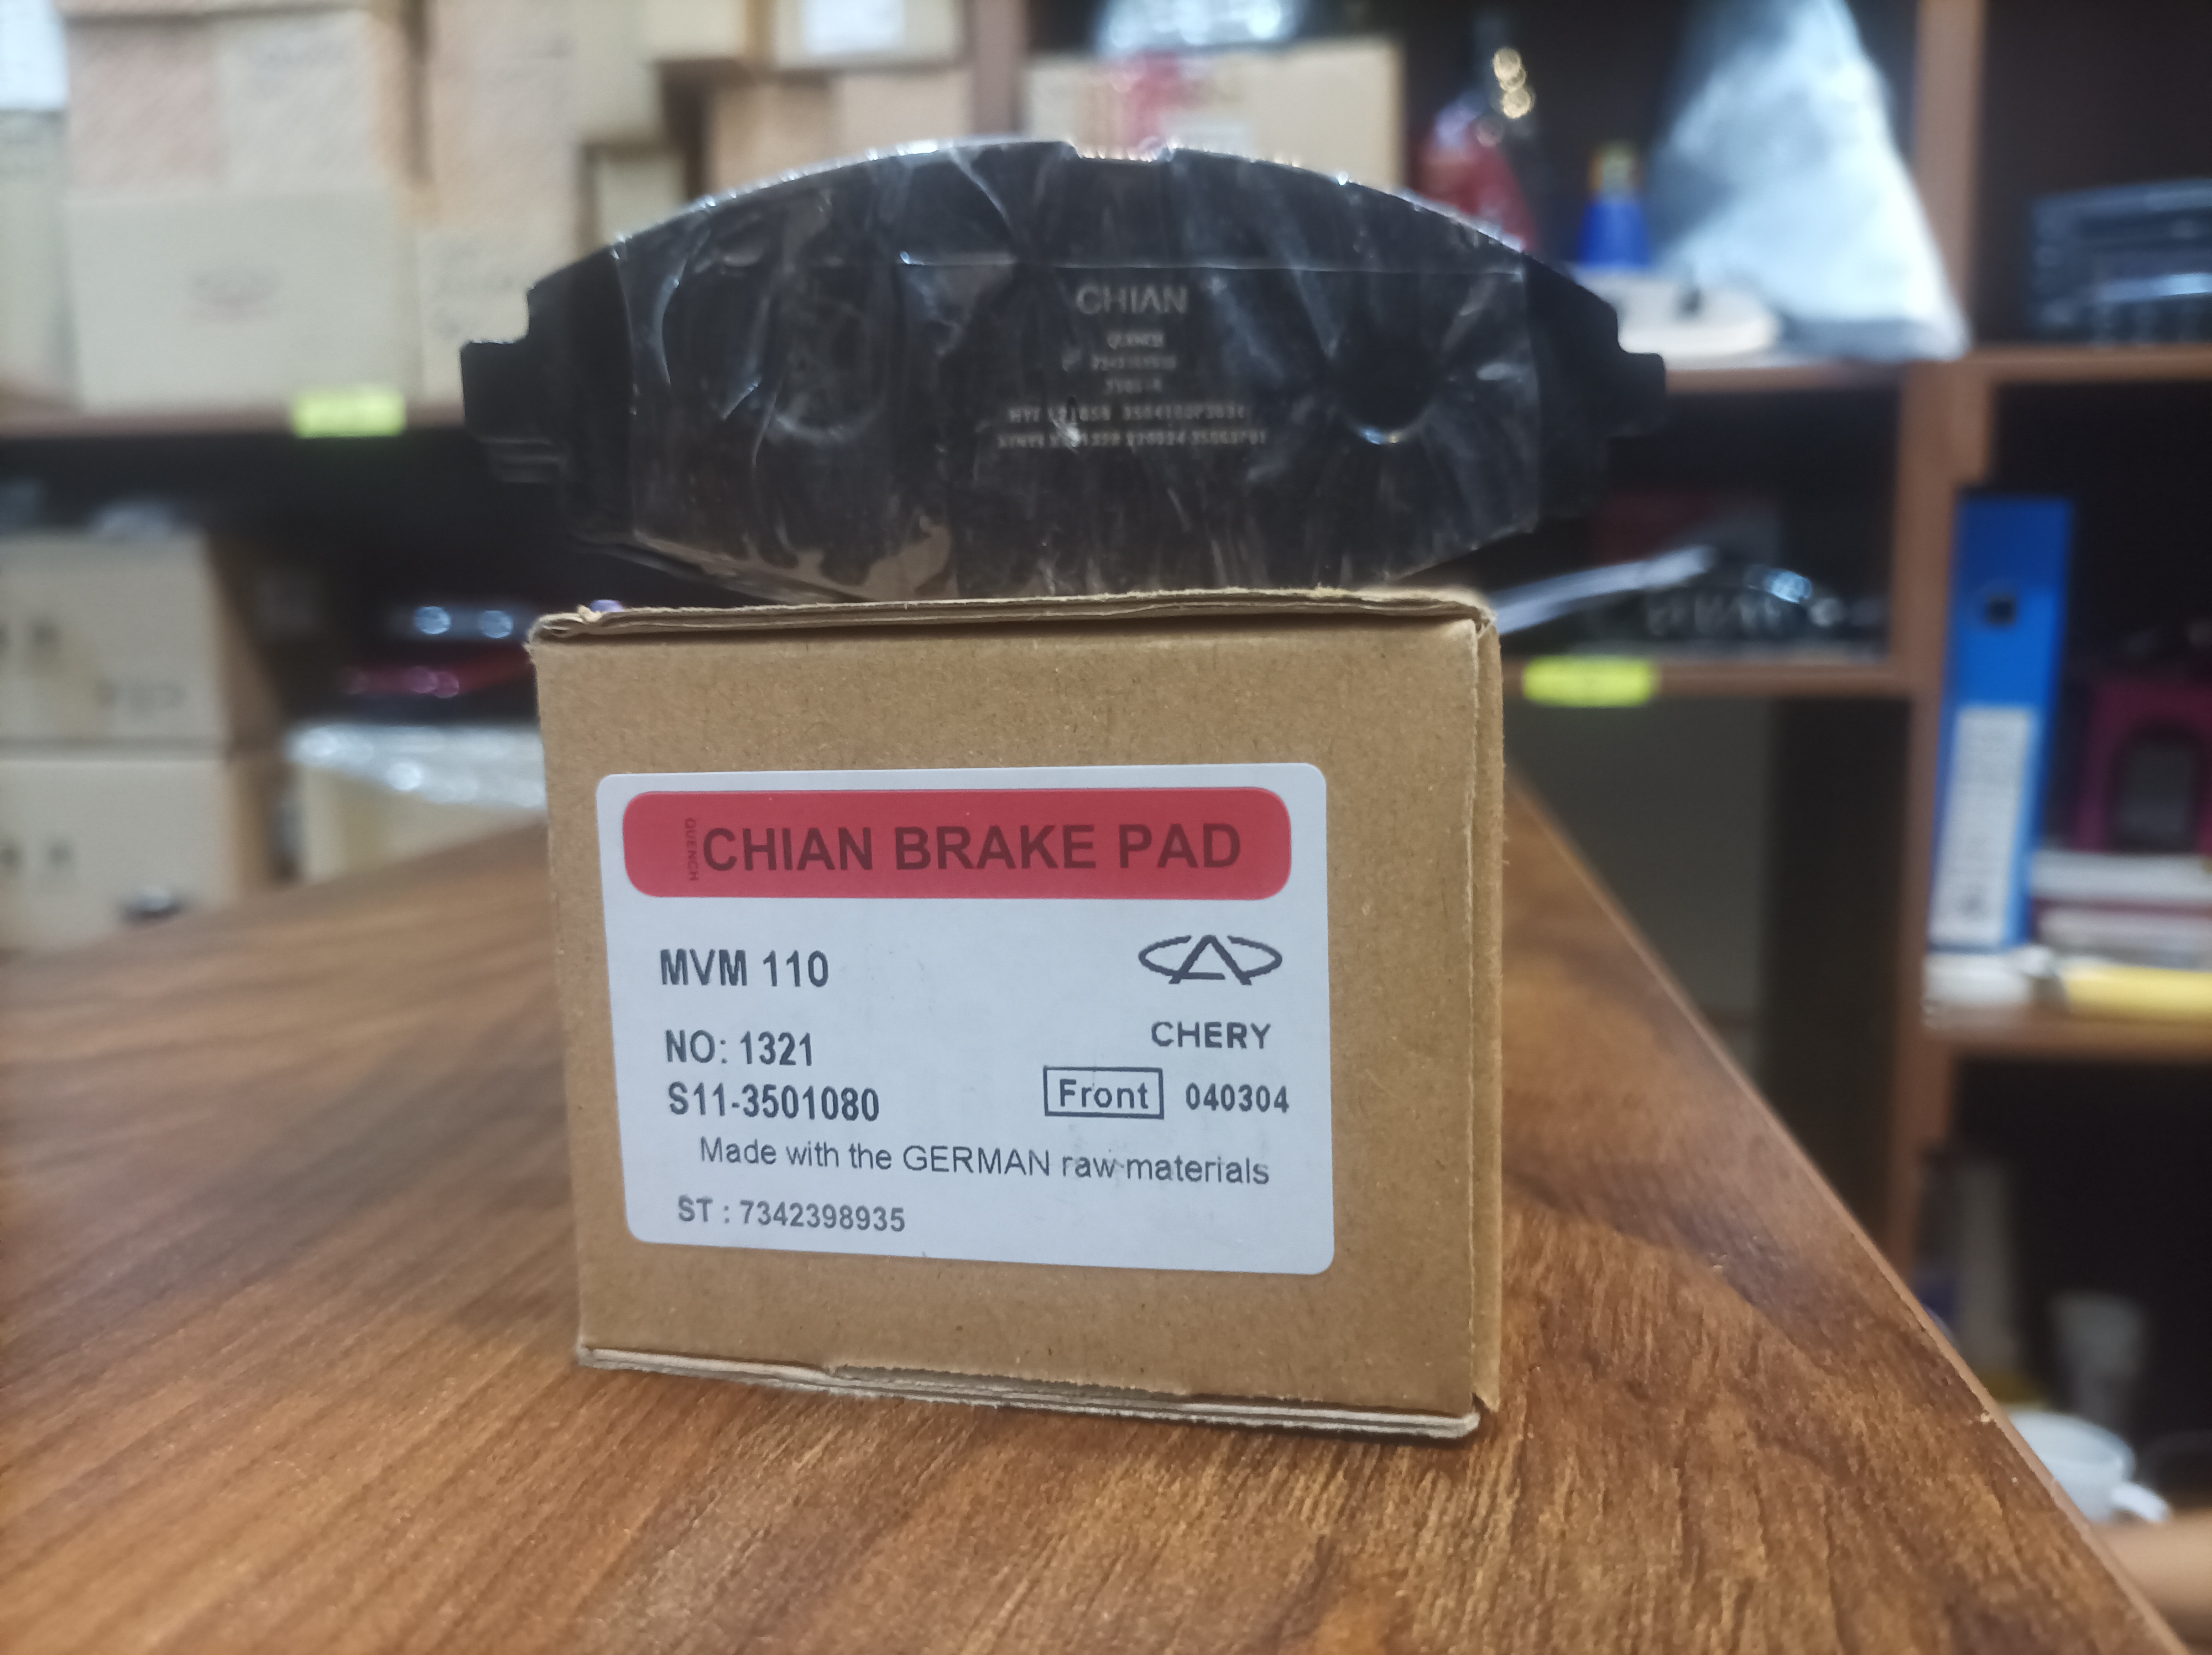 CHIAN
QUENCH
CHIAN BRAKE PAD
MVM 110
CHERY
NO: 1321
S11-3501080
Front 040304
Made with the GERMAN raw materials
ST : 7342398935